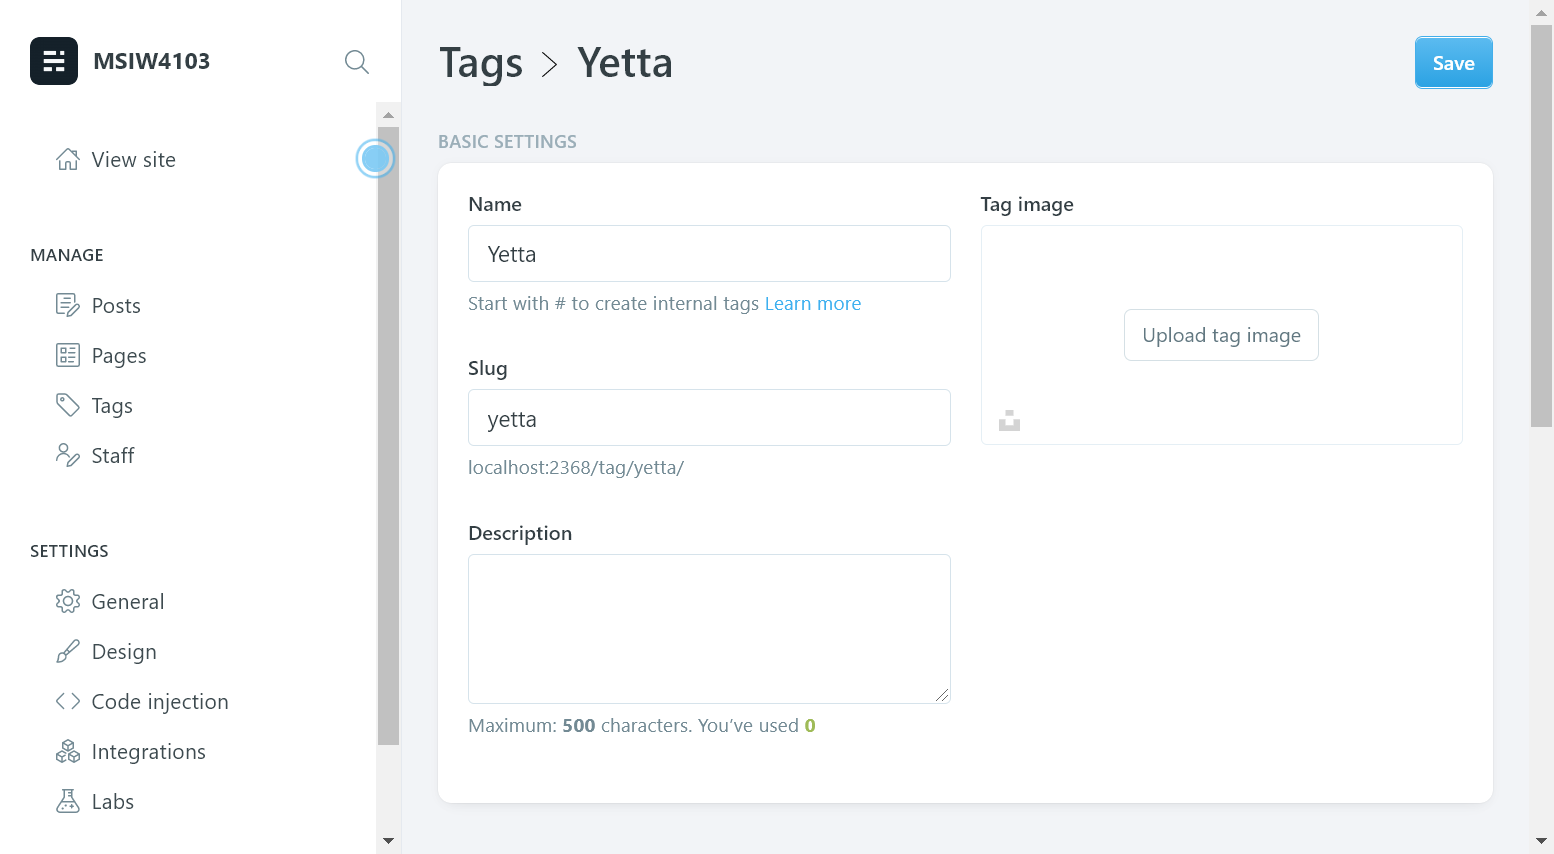 MSIW4103
View site
MANAGE
Posts
Pages
Tags
Staff
SETTINGS
General
Design
Code injection
Integrations
Labs
Tags > Yetta
Save
BASIC SETTINGS
Name
Yetta
Start with # to create internal tags Learn more
Slug
yetta
localhost:2368/tag/yetta/
Description
Maximum: 500 characters. You’ve used 0
Tag image
Upload tag image